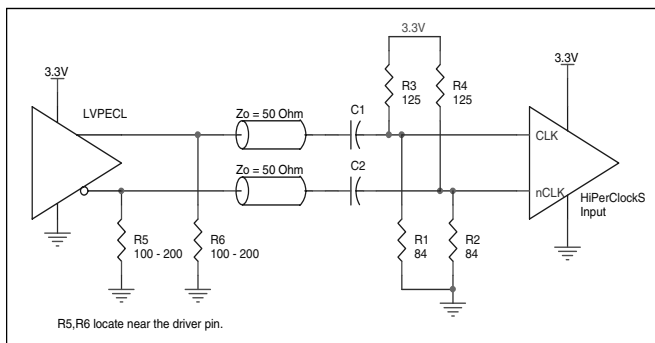 3.3V
3.3V
3.3V
LVPECL
Zo = 50 Ohm
C1
R3
125
R4
125
CLK
Zo = 50 Ohm
C2
nCLK
HiPerClockS
Input
R5
100 - 200
R6
100 - 200
R1
84
R2
84
R5,R6 locate near the driver pin.